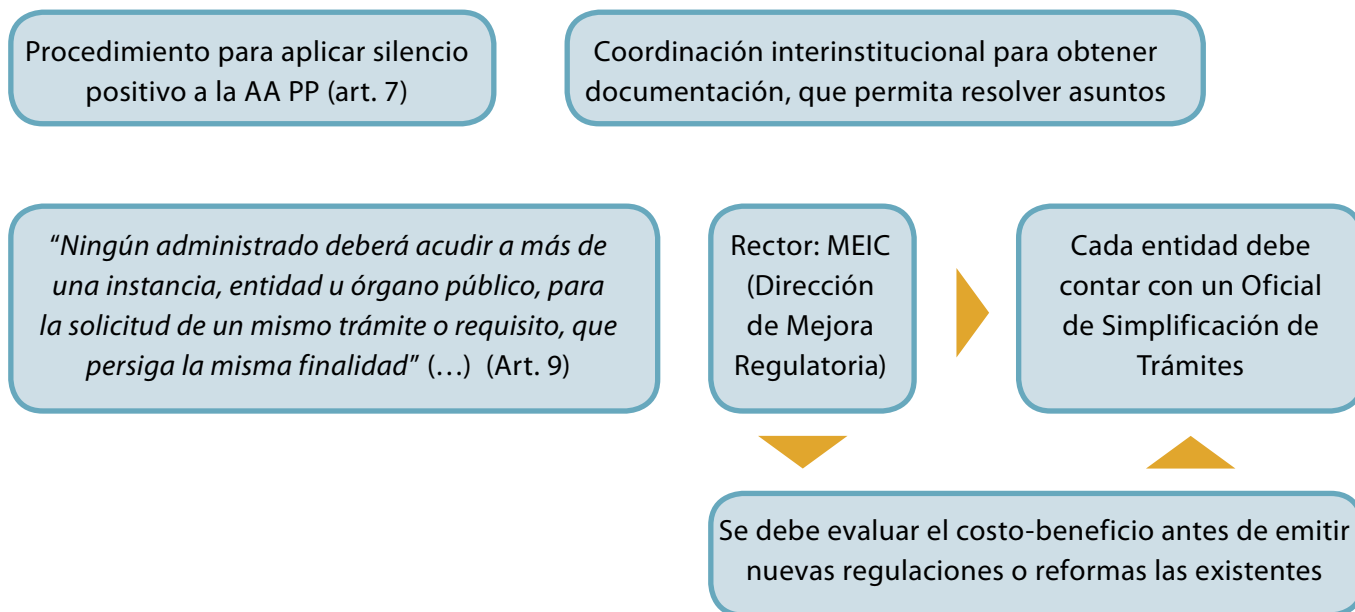 Procedimiento para aplicar silencio
positivo a la AA PP (art. 7)
Coordinación interinstitucional para obtener
documentación, que permita resolver asuntos
“Ningún administrado deberá acudir a más de
una instancia, entidad u órgano público, para
la solicitud de un mismo trámite o requisito, que
persiga la misma finalidad” (…) (Art. 9)
Rector: MEIC
(Dirección
de Mejora
Regulatoria)
Cada entidad debe
contar con un Oficial
de Simplificación de
Trámites
Se debe evaluar el costo-beneficio antes de emitir
nuevas regulaciones o reformas las existentes